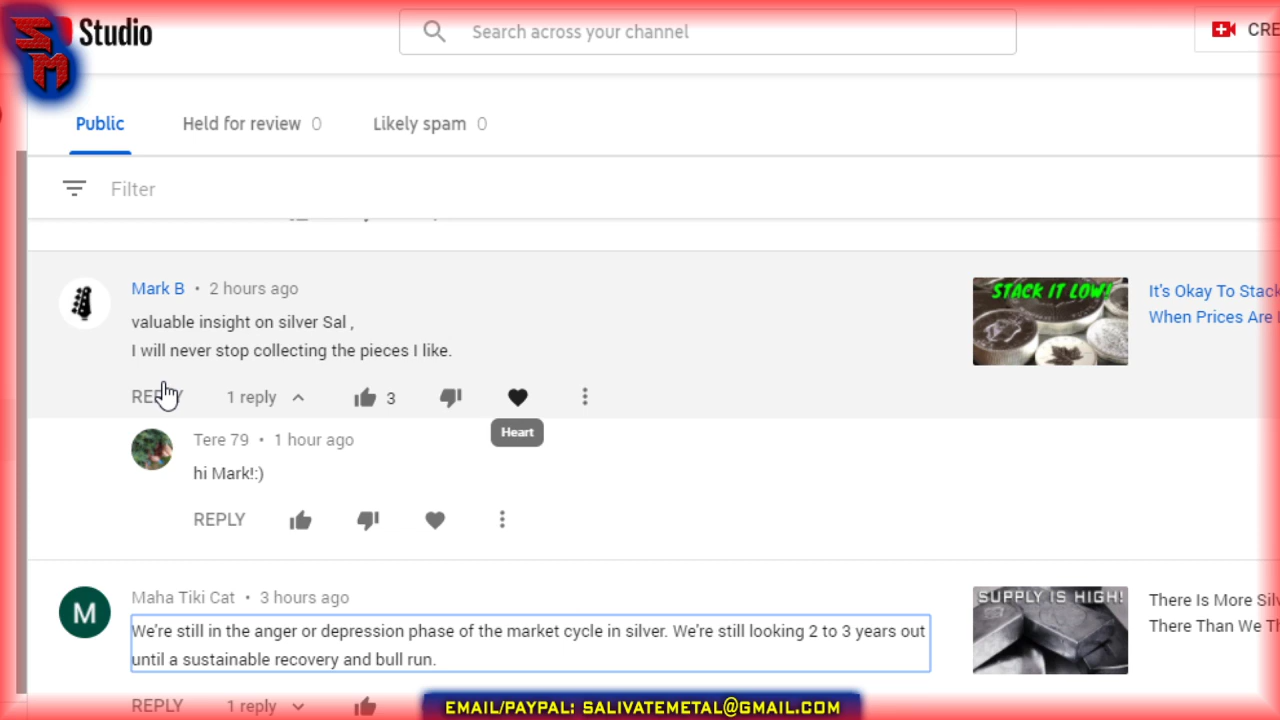 SM
Studio
Search across your channel
CRE
Public
Held for review 0
Likely spam 0
Filter
Mark B • 2 hours ago
valuable insight on silver Sal ,
I will never stop collecting the pieces I like.
STACK IT LOW!
It's Okay To Stack
When Prices Are
REPLY
1 reply
3
Heart
Tere 79 • 1 hour ago
hi Mark!:)
REPLY
M
Maha Tiki Cat • 3 hours ago
We're still in the anger or depression phase of the market cycle in silver. We're still looking 2 to 3 years out
until a sustainable recovery and bull run.
SUPPLY IS HIGH!
There Is More Silv
There Than We Th
REPLY
1 reply
EMAIL/PAYPAL: SALIVATEMETAL@GMAIL.COM